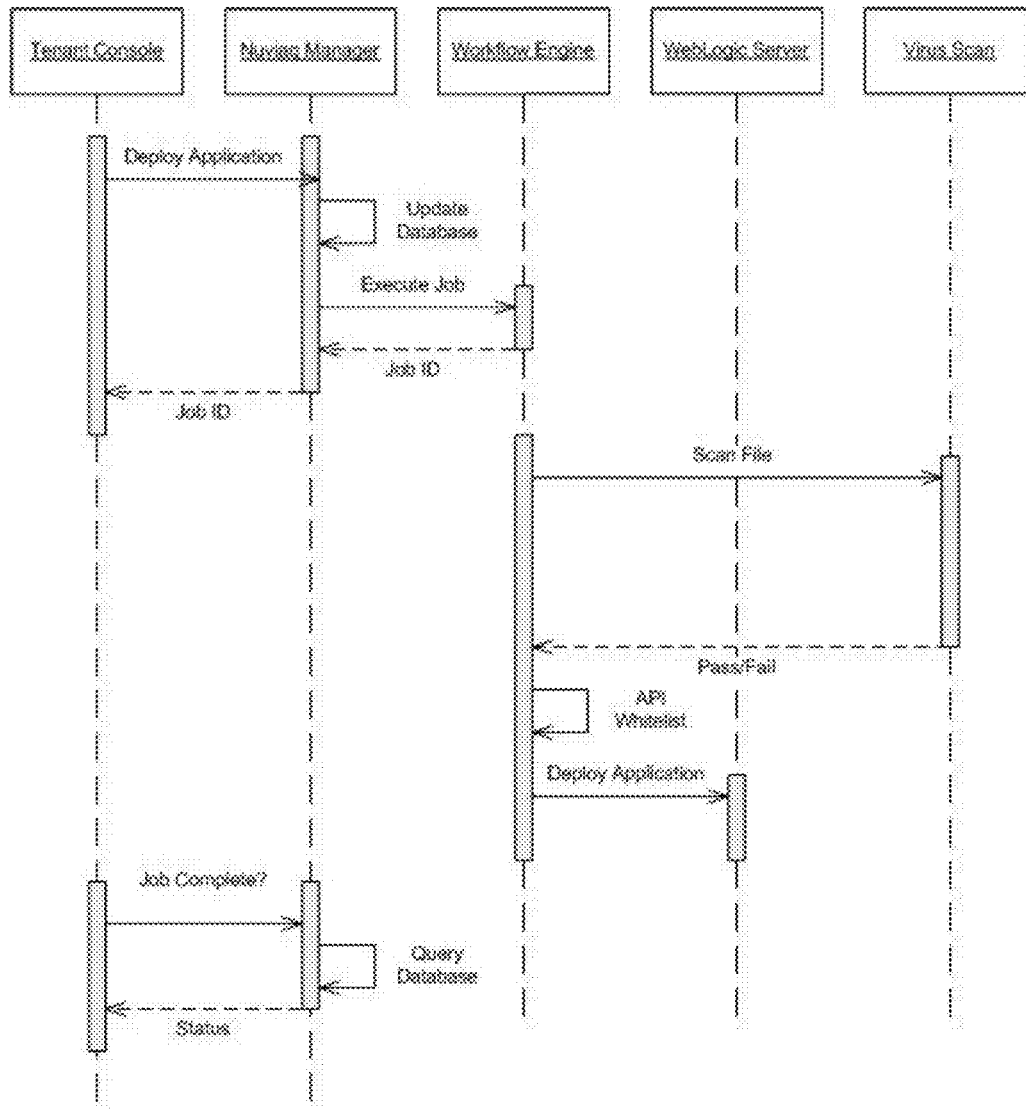 Tenant Console
Nuviaq Manager
Workflow Engine
WebLogic Server
Virus Scan
Deploy Application
Update
Database
Execute Job
Job ID
Job ID
Scan File
Pass/Fail
API
Whitelist
Deploy Application
Job Complete?
Query
Database
Status